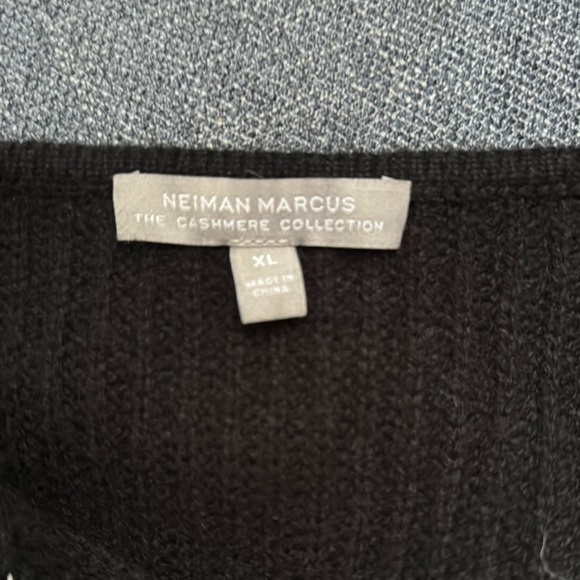 NEIMAN MARCUS
THE CASHMERE COLLECTION
XL
MADE IN
CHINA